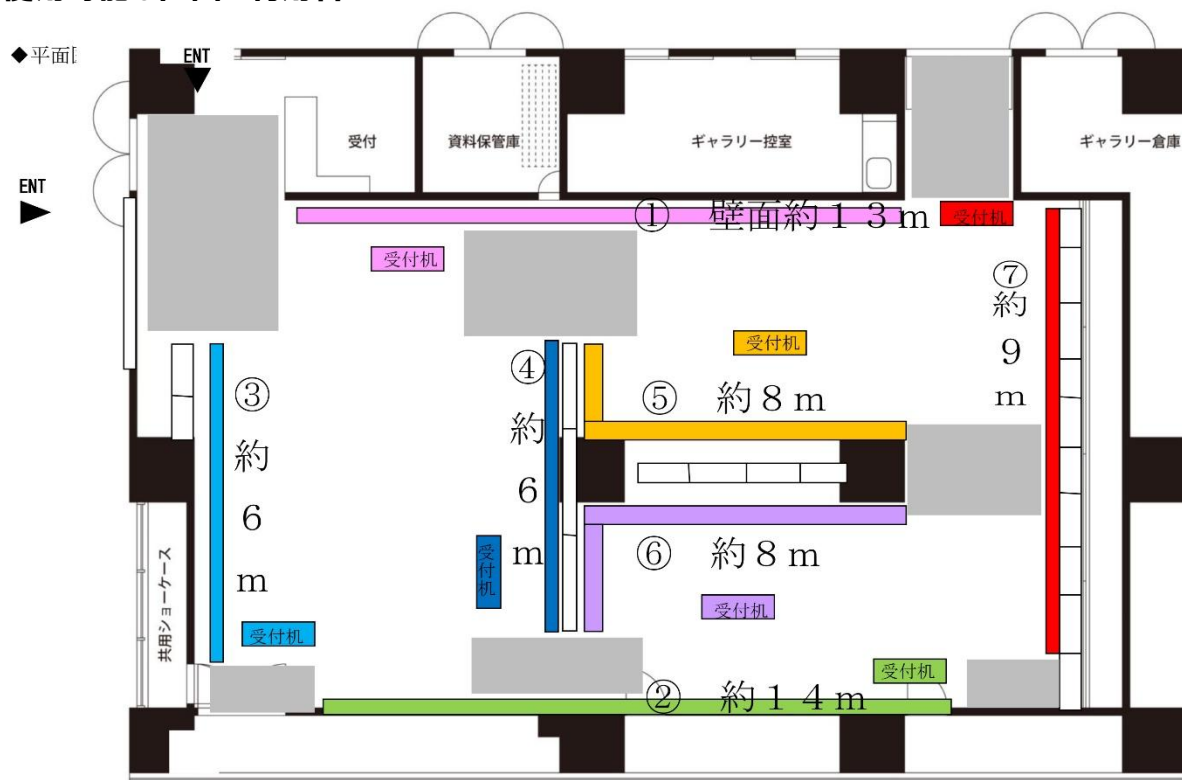 ◆平面
ENT
ENT
受付
資料保管庫
ギャラリー控室
ギャラリー倉庫
① 壁面約13m
受付机
受付机
⑦約9m
受付机
③約6m
④約6m
⑤ 約8m
⑥ 約8m
受付机
受付机
受付机
共用ショーケース
受付机
② 約14m